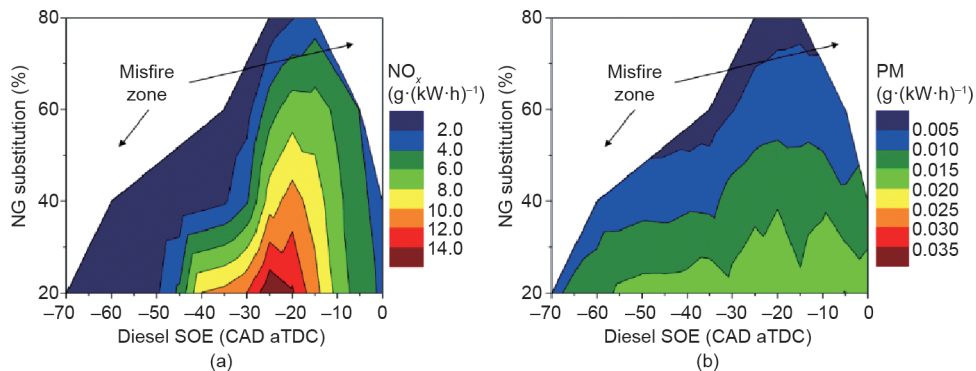 80
60
40
20
NG substitution (%)
Misfire
zone
NOx
(g·(kW·h)⁻¹)
2.0
4.0
6.0
8.0
10.0
12.0
14.0
–70 –60 –50 –40 –30 –20 –10 0
Diesel SOE (CAD aTDC)
(a)
80
60
40
20
NG substitution (%)
Misfire
zone
PM
(g·(kW·h)⁻¹)
0.005
0.010
0.015
0.020
0.025
0.030
0.035
–70 –60 –50 –40 –30 –20 –10 0
Diesel SOE (CAD aTDC)
(b)